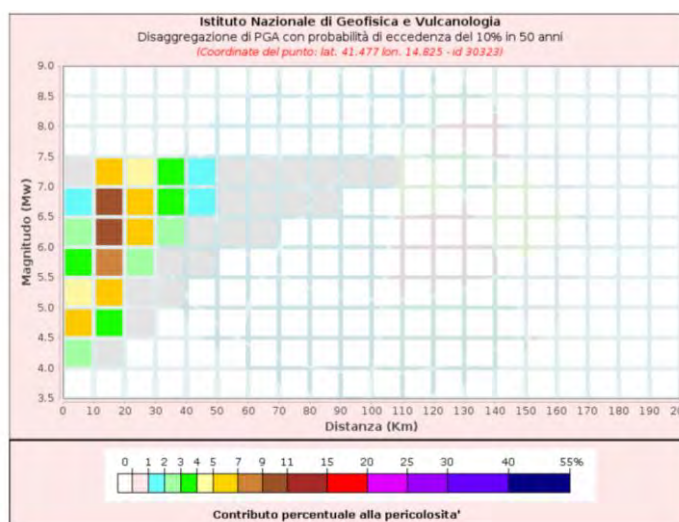 Istituto Nazionale di Geofisica e Vulcanologia
Disaggregazione di PGA con probabilità di eccedenza del 10% in 50 anni
(Coordinate del punto: lat. 41.477 lon. 14.825 - id 30323)
9.0
8.5
8.0
7.5
7.0
6.5
6.0
5.5
5.0
4.5
4.0
3.5
Magnitudo (Mw)
0 10 20 30 40 50 60 70 80 90 100 110 120 130 140 150 160 170 180 190 20
Distanza (Km)
0 1 2 3 4 5 7 9 11 15 20 25 30 40 55%
Contributo percentuale alla pericolosita'